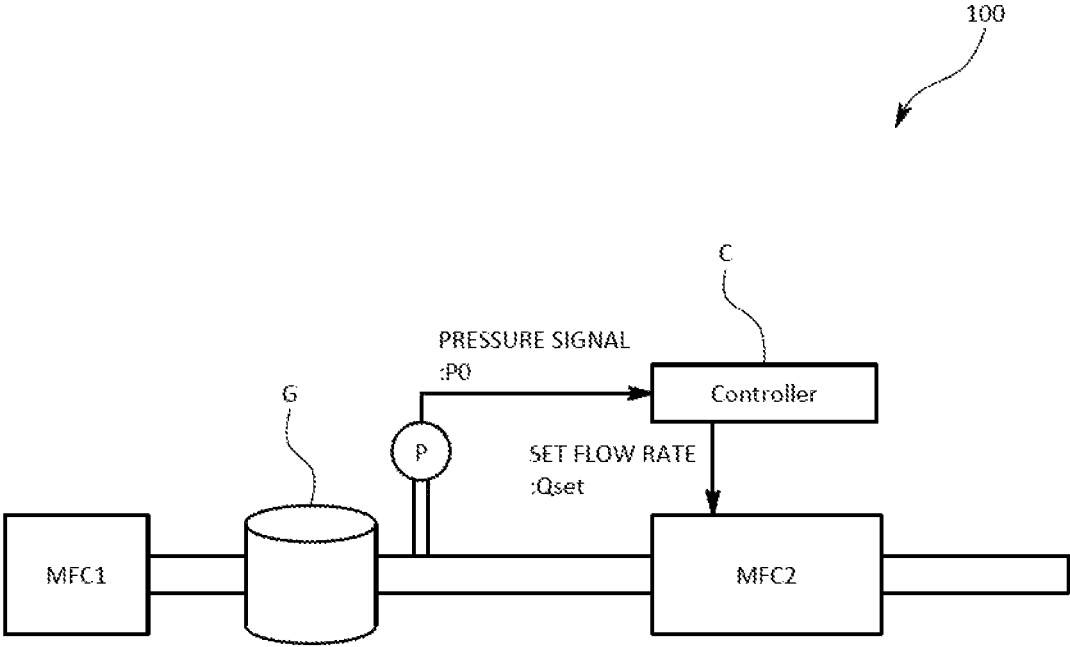 100
C
PRESSURE SIGNAL
:P0
Controller
G
P
SET FLOW RATE
:Qset
MFC1
MFC2